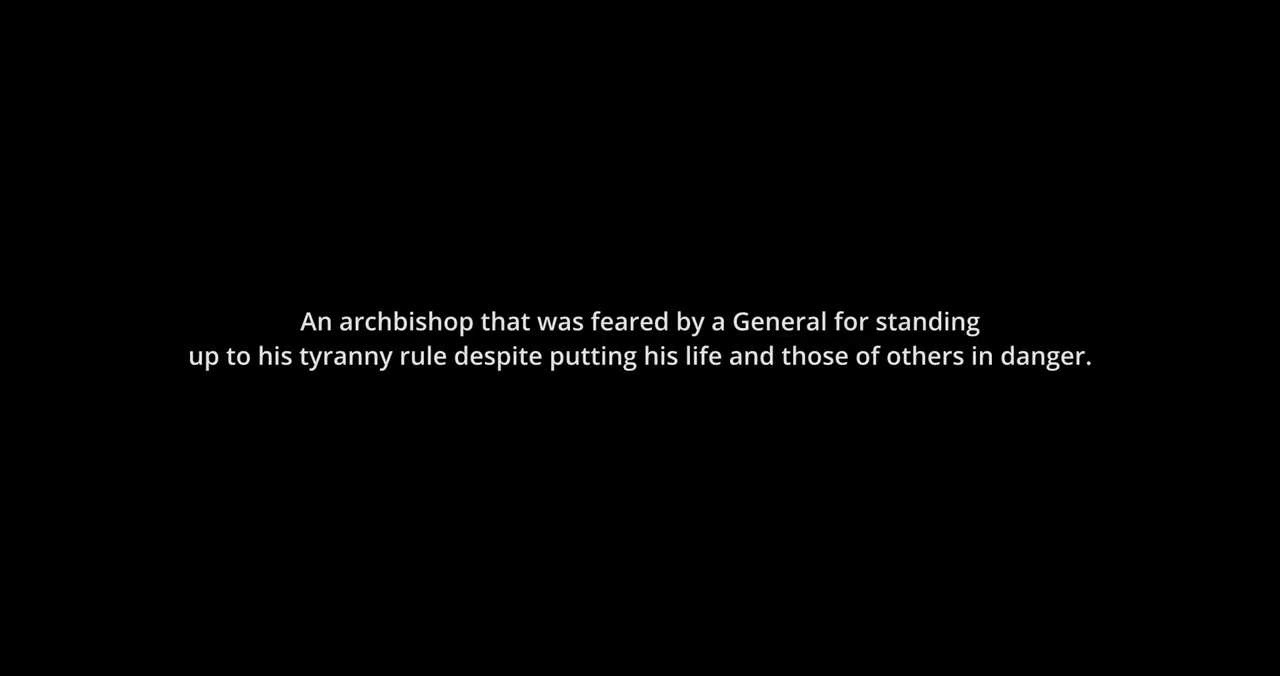 An archbishop that was feared by a General for standing
up to his tyranny rule despite putting his life and those of others in danger.